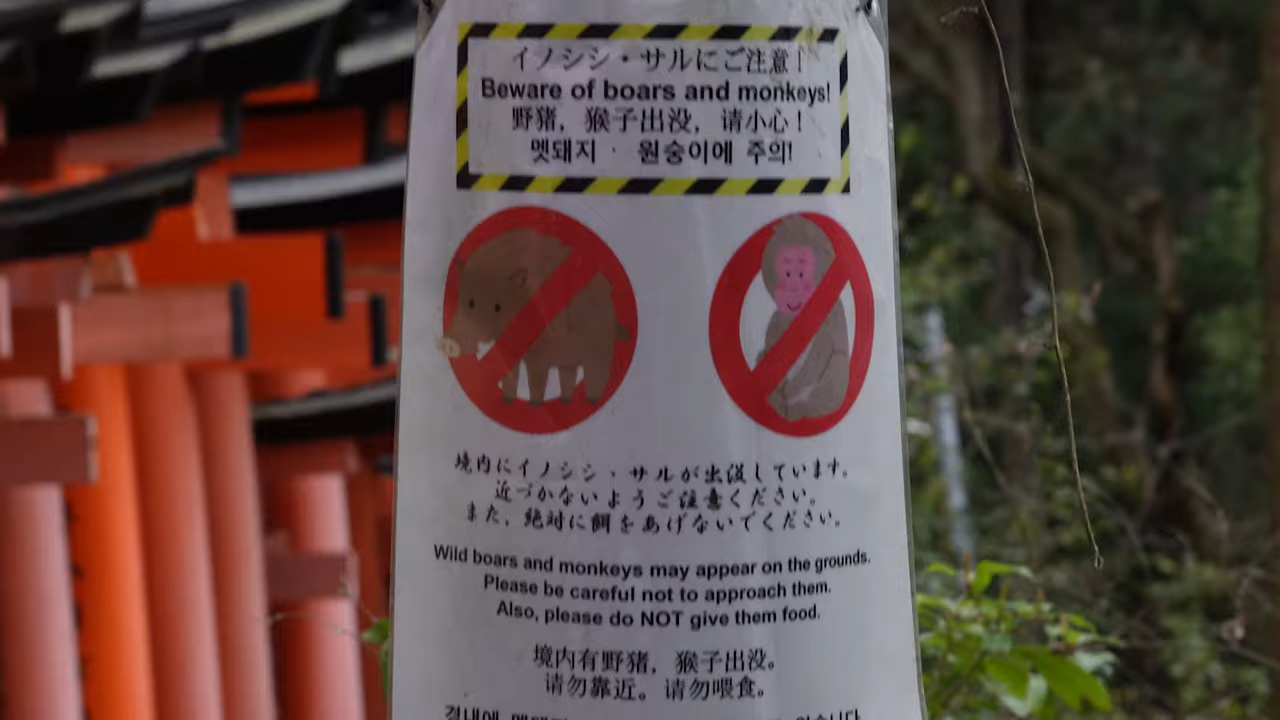 イノシシ・サルにご注意！
Beware of boars and monkeys!
野猪，猴子出没，请小心！
멧돼지 · 원숭이에 주의!
境内にイノシシ・サルが出没しています。
近づかないようご注意ください。
また、絶対に餌をあげないでください。
Wild boars and monkeys may appear on the grounds.
Please be careful not to approach them.
Also, please do NOT give them food.
境内有野猪，猴子出没。
请勿靠近。请勿喂食。
경내에